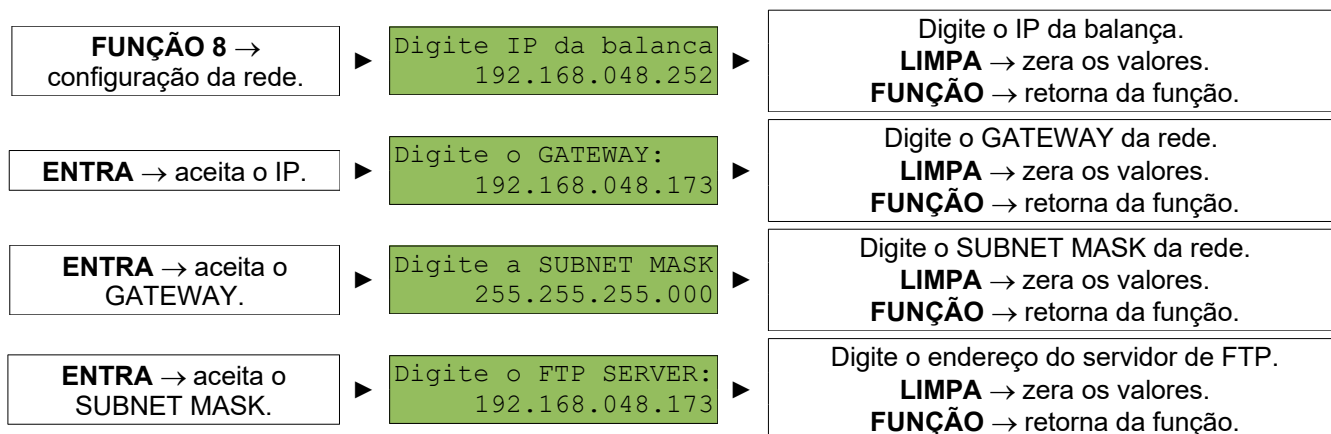 FUNÇÃO 8 →
configuração da rede.
►
Digite IP da balanca
192.168.048.252
►
Digite o IP da balança.
LIMPA → zera os valores.
FUNÇÃO → retorna da função.
ENTRA → aceita o IP.
►
Digite o GATEWAY:
192.168.048.173
►
Digite o GATEWAY da rede.
LIMPA → zera os valores.
FUNÇÃO → retorna da função.
ENTRA → aceita o
GATEWAY.
►
Digite a SUBNET MASK
255.255.255.000
►
Digite o SUBNET MASK da rede.
LIMPA → zera os valores.
FUNÇÃO → retorna da função.
ENTRA → aceita o
SUBNET MASK.
►
Digite o FTP SERVER:
192.168.048.173
►
Digite o endereço do servidor de FTP.
LIMPA → zera os valores.
FUNÇÃO → retorna da função.